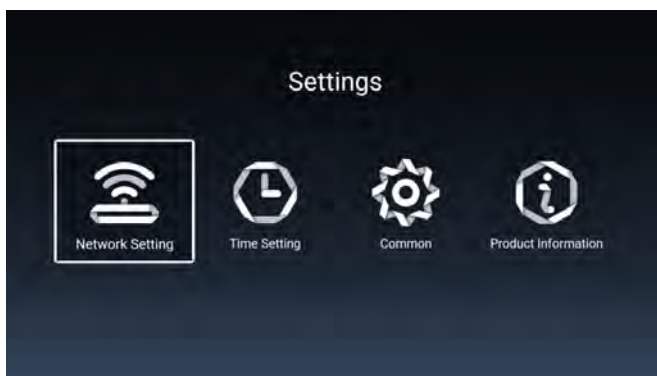 Settings
Network Setting
Time Setting
Common
Product Information